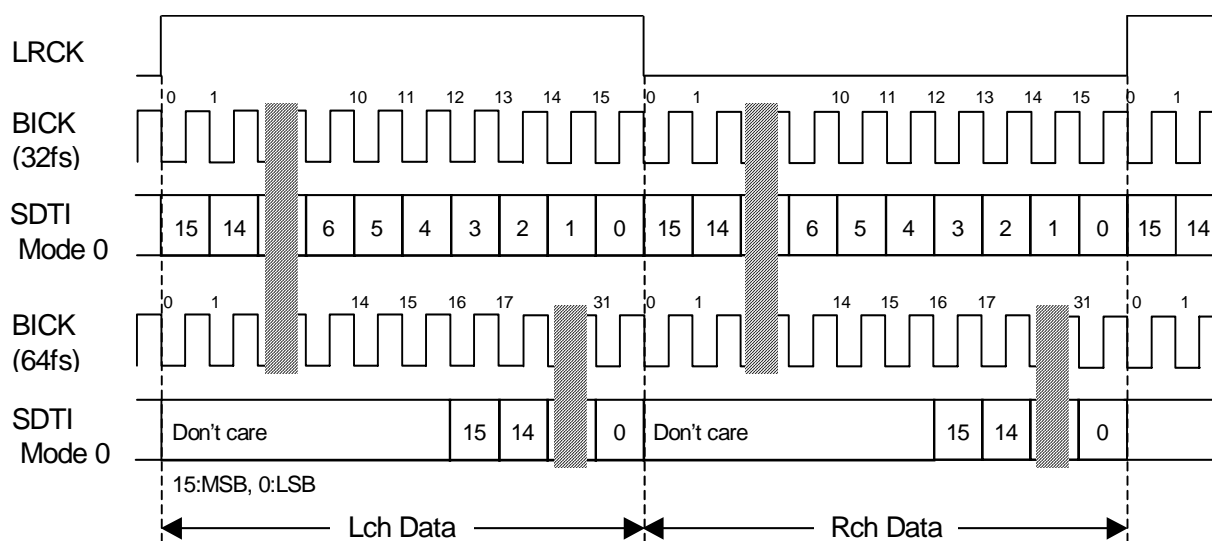 LRCK
0 1 10 11 12 13 14 15 0 1 10 11 12 13 14 15 0 1
BICK
(32fs)
SDTI
Mode 0
15 14 6 5 4 3 2 1 0 15 14 6 5 4 3 2 1 0 15 14
0 1 14 15 16 17 31 0 1 14 15 16 17 31 0 1
BICK
(64fs)
SDTI
Mode 0
Don't care 15 14 0 Don't care 15 14 0
15:MSB, 0:LSB
Lch Data Rch Data